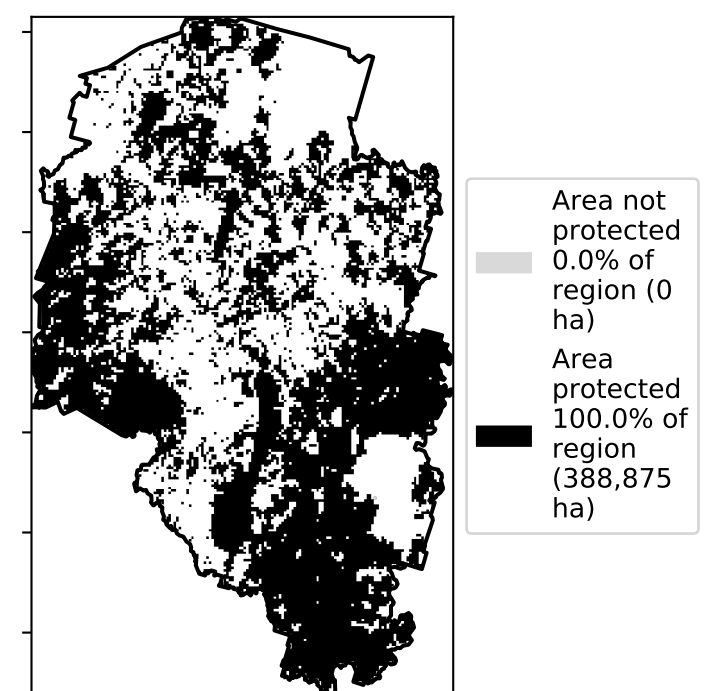 Area not
protected
0.0% of
region (0
ha)
Area
protected
100.0% of
region
(388,875
ha)